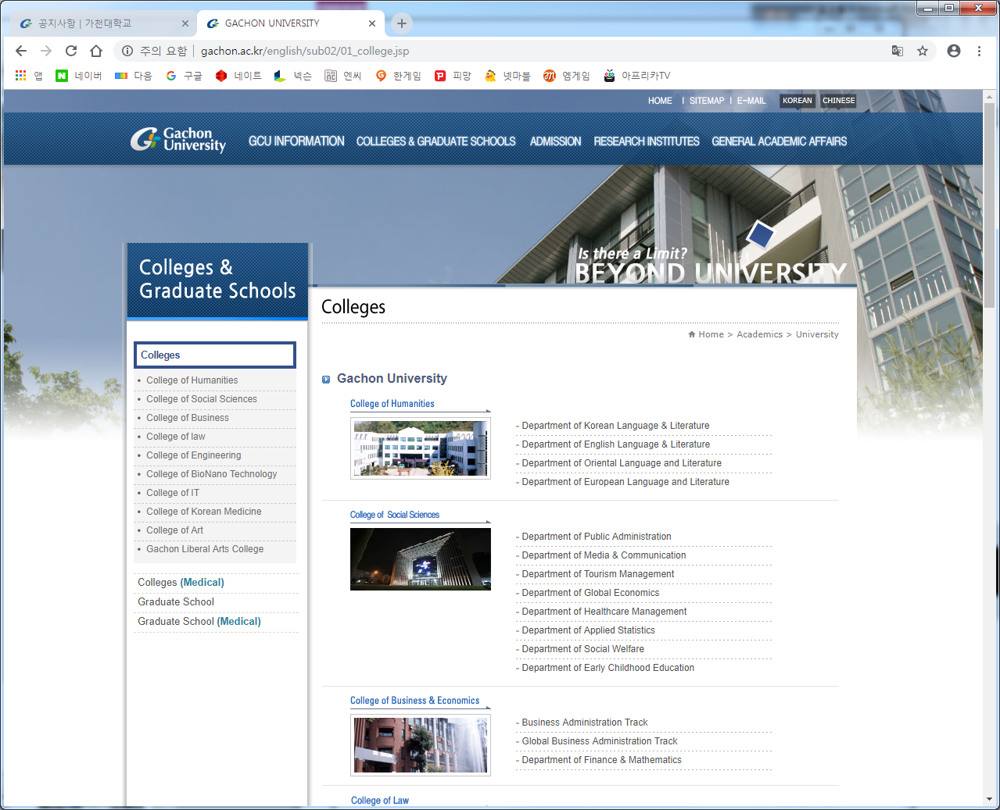 공지사항 | 가천대학교
GACHON UNIVERSITY
주의 요함 | gachon.ac.kr/english/sub02/01_college.jsp
앱 네이버 다음 구글 네이트 넥슨 엔씨 한게임 피망 넷마블 엠게임 아프리카TV
HOME | SITEMAP | E-MAIL KOREAN CHINESE
Gachon University
GCU INFORMATION COLLEGES & GRADUATE SCHOOLS ADMISSION RESEARCH INSTITUTES GENERAL ACADEMIC AFFAIRS
Is there a Limit?
BEYOND UNIVERSITY
Colleges &
Graduate Schools
Colleges
College of Humanities
College of Social Sciences
College of Business
College of law
College of Engineering
College of BioNano Technology
College of IT
College of Korean Medicine
College of Art
Gachon Liberal Arts College
Colleges (Medical)
Graduate School
Graduate School (Medical)
Colleges
Home > Academics > University
Gachon University
College of Humanities
- Department of Korean Language & Literature
- Department of English Language & Literature
- Department of Oriental Language and Literature
- Department of European Language and Literature
College of Social Sciences
- Department of Public Administration
- Department of Media & Communication
- Department of Tourism Management
- Department of Global Economics
- Department of Healthcare Management
- Department of Applied Statistics
- Department of Social Welfare
- Department of Early Childhood Education
College of Business & Economics
- Business Administration Track
- Global Business Administration Track
- Department of Finance & Mathematics
College of Law